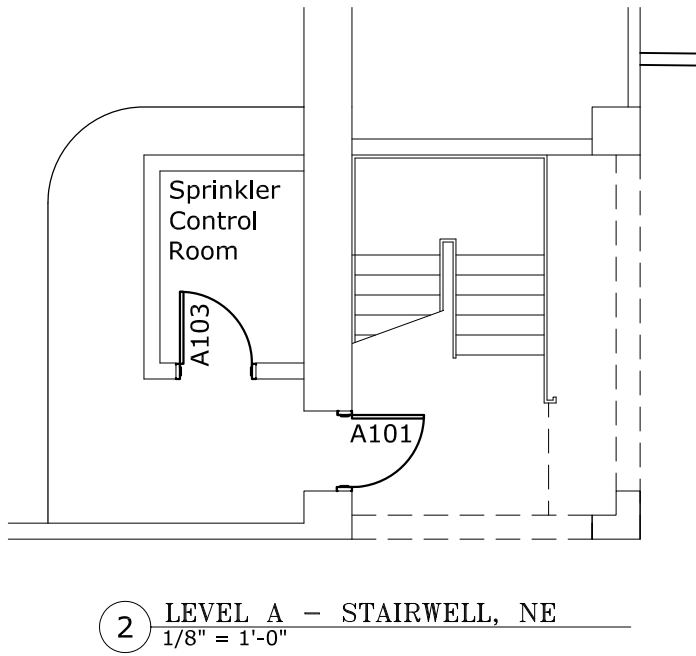 Sprinkler
Control
Room
A103
A101
2
LEVEL A - STAIRWELL, NE
1/8" = 1'-0"